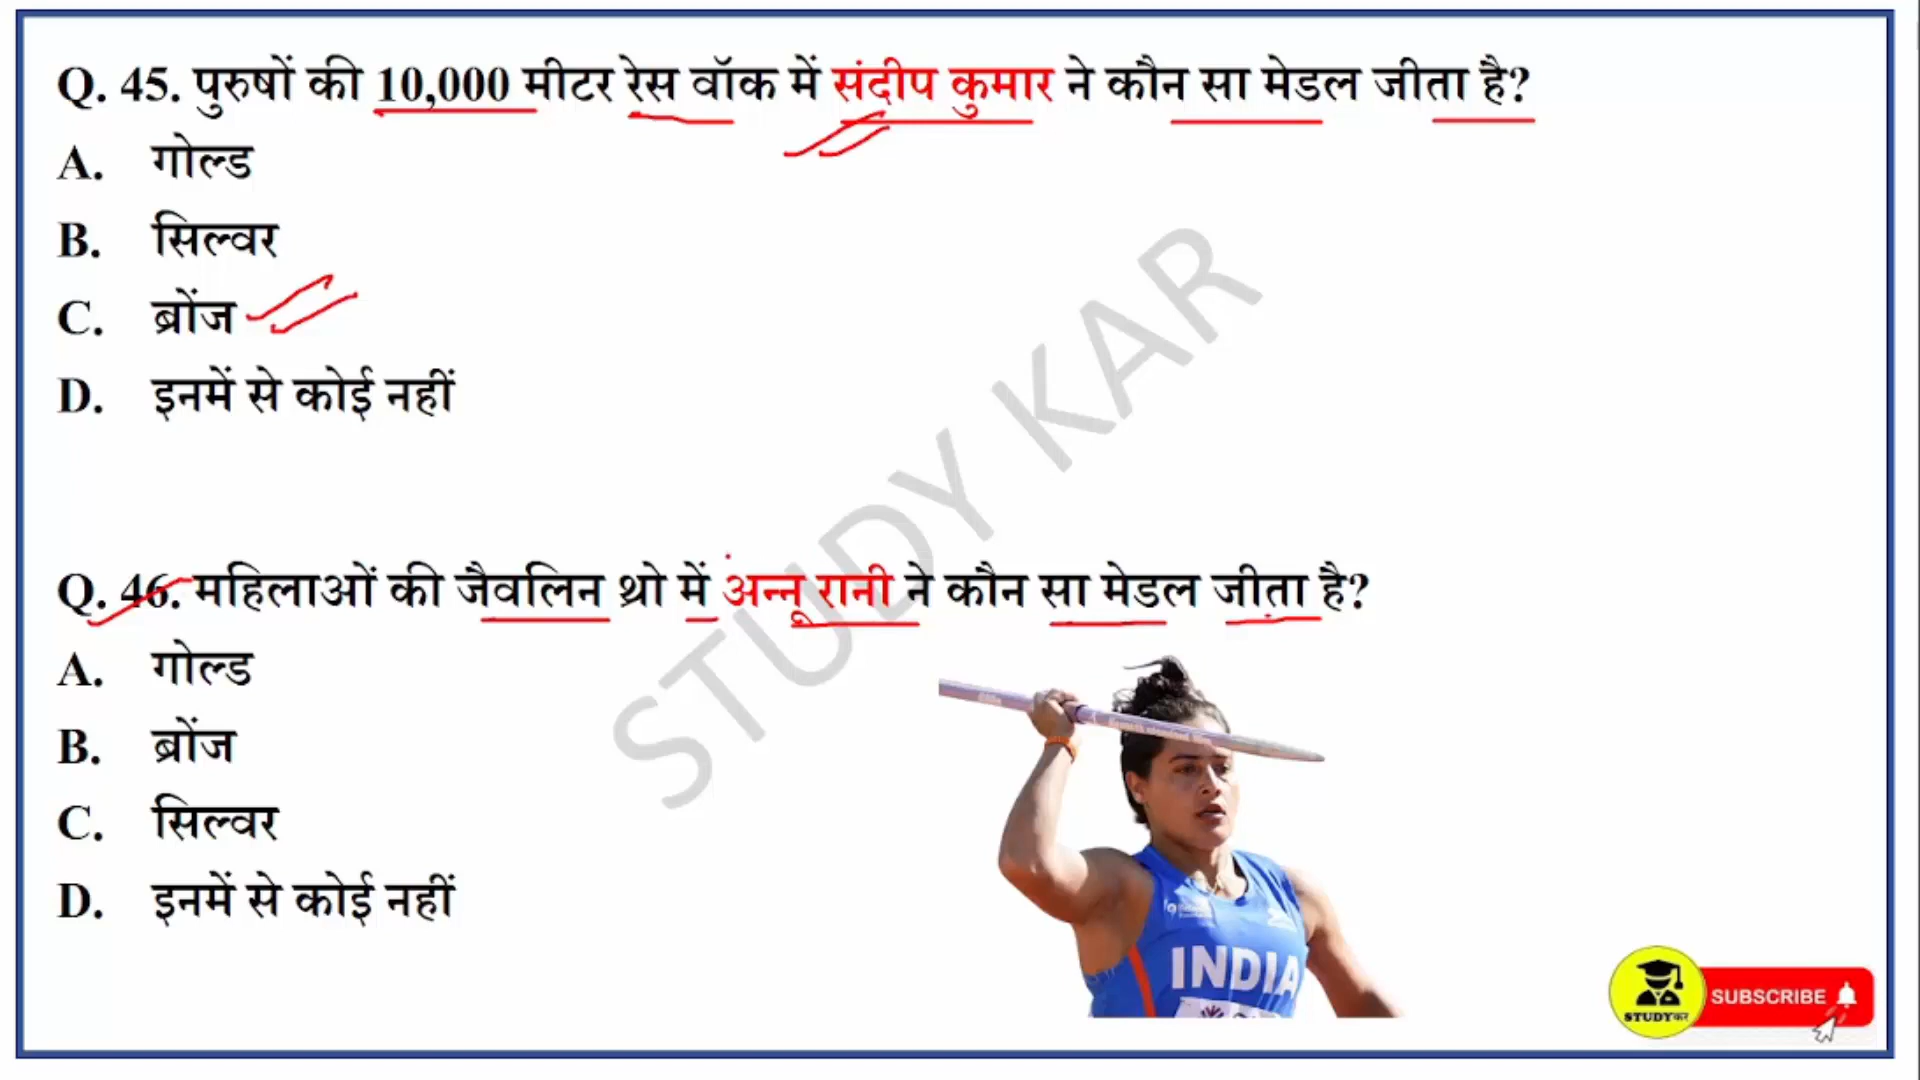 Q. 45. पुरुषों की 10,000 मीटर रेस वॉक में संदीप कुमार ने कौन सा मेडल जीता है?
A. गोल्ड
B. सिल्वर
C. ब्रोंज
D. इनमें से कोई नहीं
STUDY KAR
Q. 46. महिलाओं की जैवलिन थ्रो में अन्नू रानी ने कौन सा मेडल जीता है?
A. गोल्ड
B. ब्रोंज
C. सिल्वर
D. इनमें से कोई नहीं
INDIA
STUDYकर
SUBSCRIBE